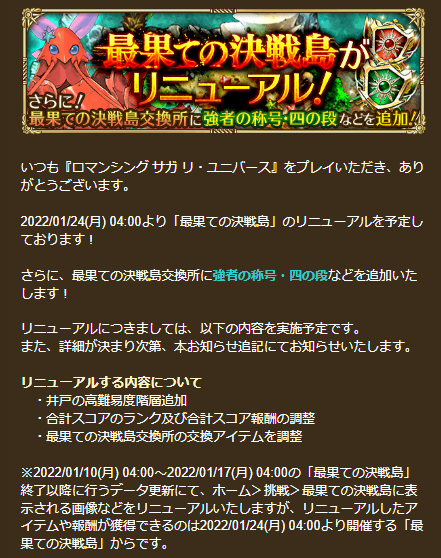 最果ての決戦島が
リニューアル!
さらに!
最果ての決戦島交換所に強者の称号・四の段などを追加!
いつも『ロマンシング サガ リ・ユニバース』をプレイいただき、あり
がとうございます。
2022/01/24(月) 04:00より「最果ての決戦島」のリニューアルを予定し
ております！
さらに、最果ての決戦島交換所に強者の称号・四の段などを追加いた
します！
リニューアルにつきましては、以下の内容を実施予定です。
また、詳細が決まり次第、本お知らせ追記にてお知らせいたします。
リニューアルする内容について
・井戸の高難易度階層追加
・合計スコアのランク及び合計スコア報酬の調整
・最果ての決戦島交換所の交換アイテムを調整
※2022/01/10(月) 04:00～2022/01/17(月) 04:00の「最果ての決戦島」
終了以降に行うデータ更新にて、ホーム＞挑戦＞最果ての決戦島に表
示される画像などをリニューアルいたしますが、リニューアルしたア
イテムや報酬が獲得できるのは2022/01/24(月) 04:00より開催する「最
果ての決戦島」からです。